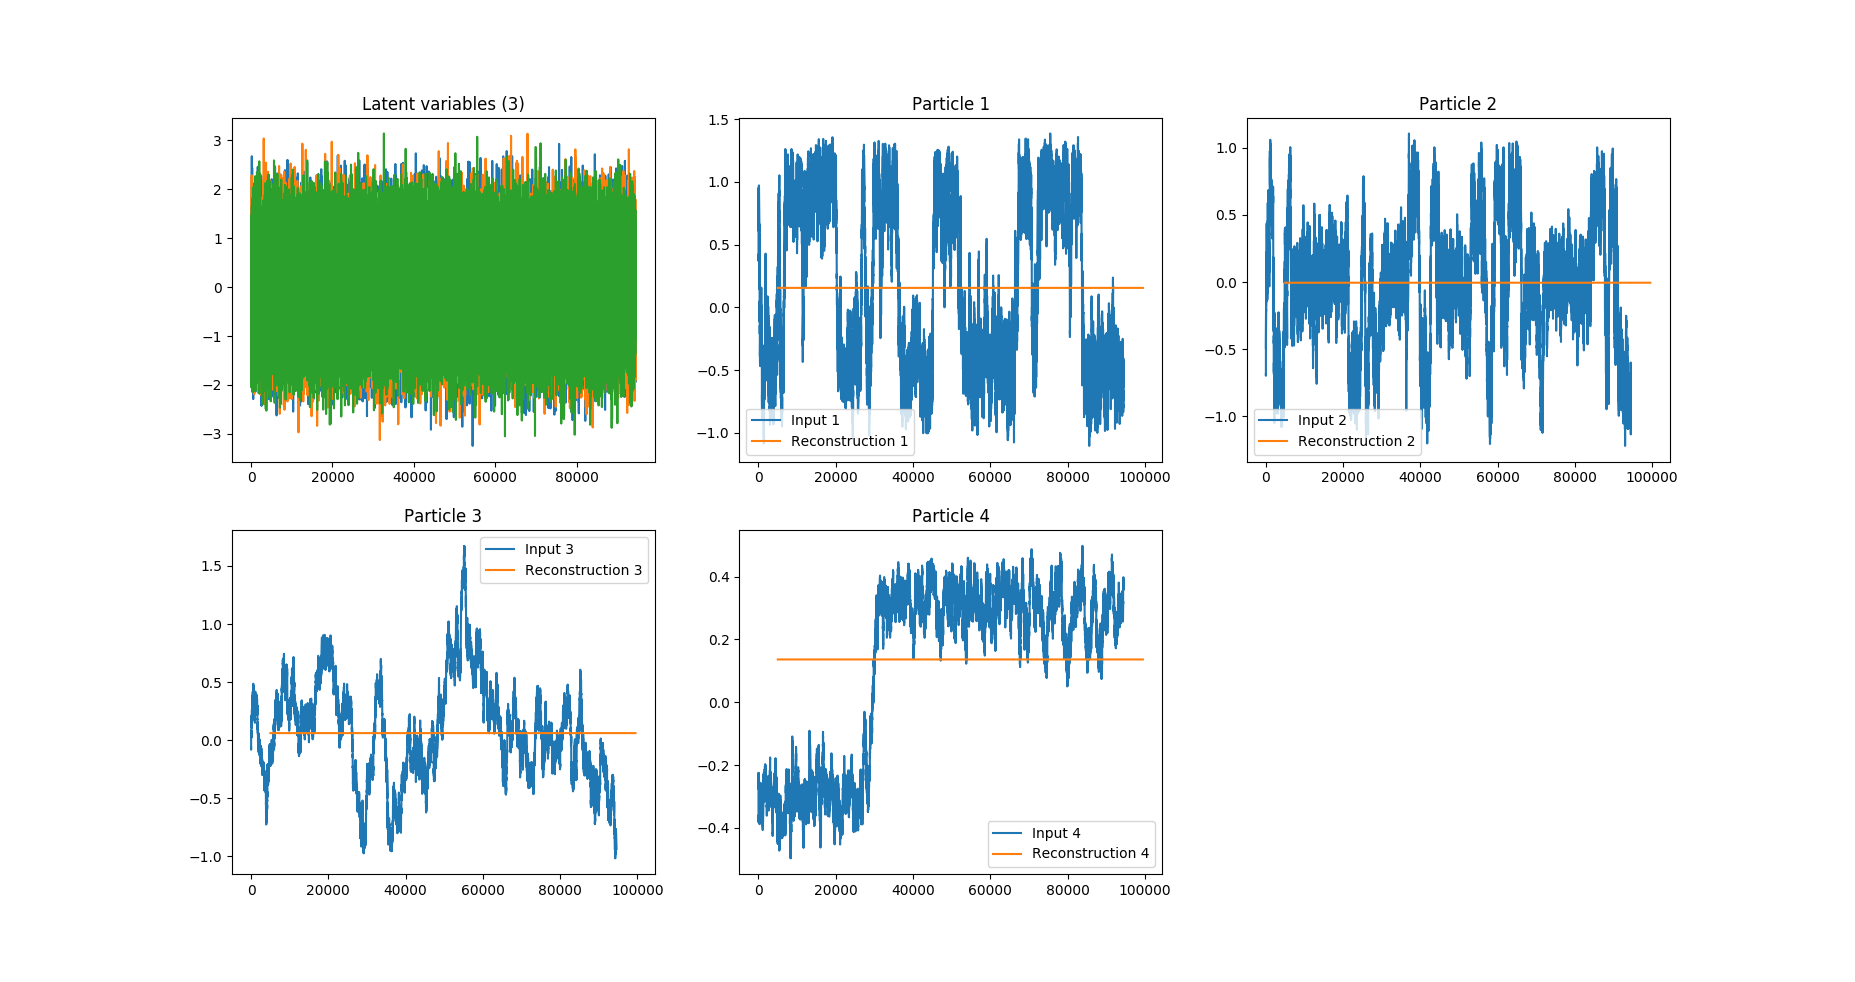 Latent variables (3)
3
2
1
0
−1
−2
−3
0 20000 40000 60000 80000
Particle 1
1.5
1.0
0.5
0.0
−0.5
−1.0
Input 1
Reconstruction 1
0 20000 40000 60000 80000 100000
Particle 2
1.0
0.5
0.0
−0.5
−1.0
Input 2
Reconstruction 2
0 20000 40000 60000 80000 100000
Particle 3
Input 3
Reconstruction 3
1.5
1.0
0.5
0.0
−0.5
−1.0
0 20000 40000 60000 80000 100000
Particle 4
0.4
0.2
0.0
−0.2
−0.4
Input 4
Reconstruction 4
0 20000 40000 60000 80000 100000